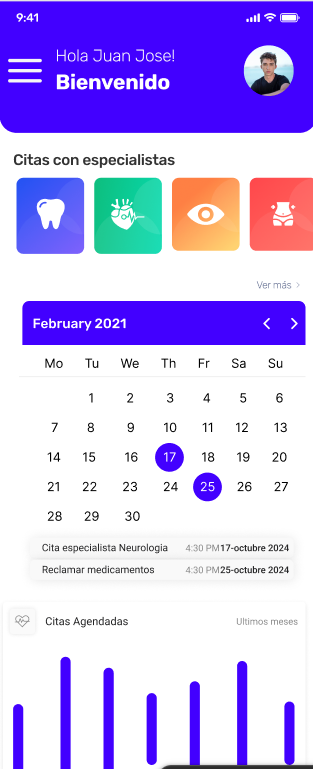 9:41
Hola Juan Jose!
Bienvenido
Citas con especialistas
Ver más >
February 2021
Mo Tu We Th Fr Sa Su
1 2 3 4 5 6
7 8 9 10 11 12 13
14 15 16 17 18 19 20
21 22 23 24 25 26 27
28 29 30
Cita especialista Neurologia 4:30 PM 17-octubre 2024
Reclamar medicamentos 4:30 PM 25-octubre 2024
Citas Agendadas Ultimos meses